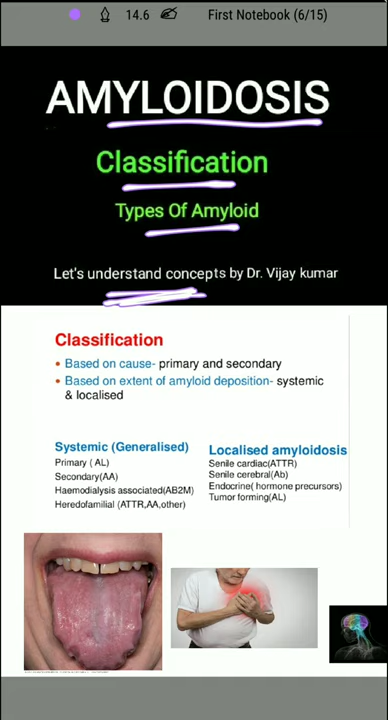 14.6 First Notebook (6/15)
AMYLOIDOSIS
Classification
Types Of Amyloid
Let's understand concepts by Dr. Vijay kumar
Classification
• Based on cause- primary and secondary
• Based on extent of amyloid deposition- systemic
& localised
Systemic (Generalised)
Primary ( AL)
Secondary(AA)
Haemodialysis associated(AB2M)
Heredofamilial (ATTR,AA,other)
Localised amyloidosis
Senile cardiac(ATTR)
Senile cerebral(Ab)
Endocrine( hormone precursors)
Tumor forming(AL)